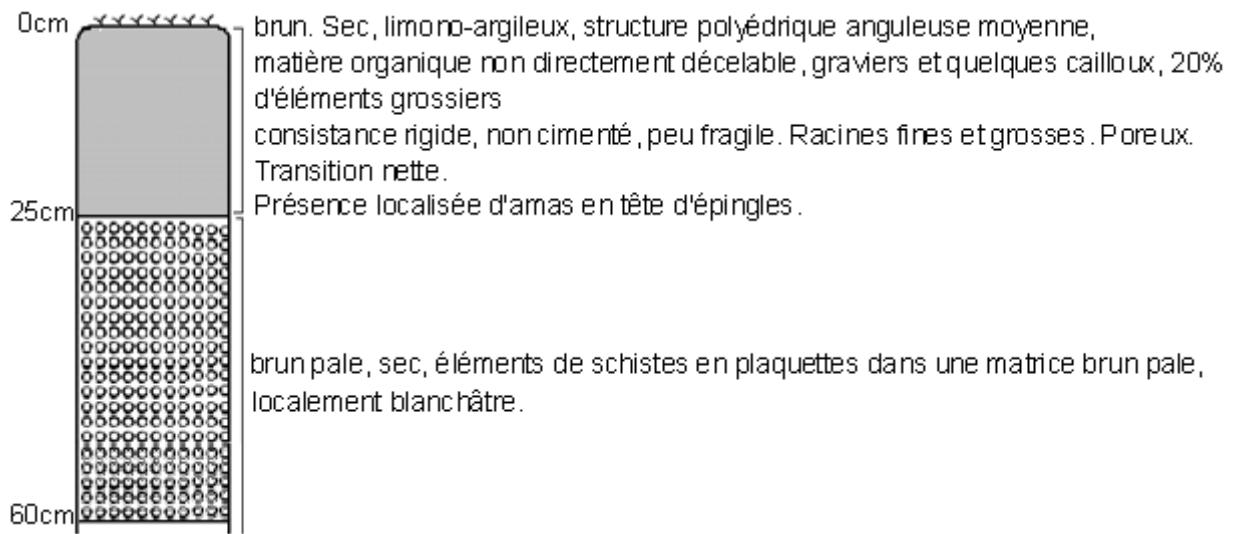 0cm
brun. Sec, limono-argileux, structure polyédrique anguleuse moyenne,
matière organique non directement décelable, graviers et quelques cailloux, 20%
d'éléments grossiers
consistance rigide, non cimenté, peu fragile. Racines fines et grosses. Poreux.
Transition nette.
25cm
Présence localisée d'amas en tête d'épingles.
brun pale, sec, éléments de schistes en plaquettes dans une matrice brun pale,
localement blanchâtre.
60cm